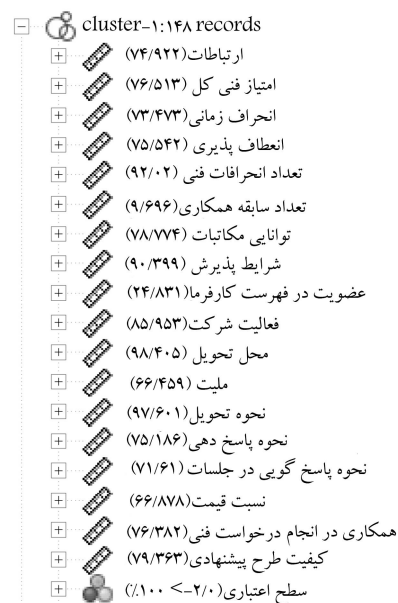 cluster-۱:۱۴۸ records
ارتباطات(۷۴/۹۲۲)
امتیاز فنی کل (۷۶/۵۱۳)
انحراف زمانی(۷۳/۴۷۳)
انعطاف پذیری (۷۵/۵۴۲)
تعداد انحرافات فنی (۹۲/۰۲)
تعداد سابقه همکاری(۹/۶۹۶)
توانایی مکاتبات (۷۸/۷۷۴)
شرایط پذیرش (۹۰/۳۹۹)
عضویت در فهرست کارفرما(۲۴/۸۳۱)
فعالیت شرکت(۸۵/۹۵۳)
محل تحویل (۹۸/۴۰۵)
ملیت (۶۶/۴۵۹)
نحوه تحویل(۹۷/۶۰۱)
نحوه پاسخ دهی (۷۵/۱۸۶)
نحوه پاسخ گویی در جلسات (۷۱/۶۱)
نسبت قیمت(۶۶/۸۷۸)
همکاری در انجام درخواست فنی(۷۶/۳۸۲)
کیفیت طرح پیشنهادی(۷۹/۳۶۳)
سطح اعتباری(۲/۰-> ۱۰۰٪)